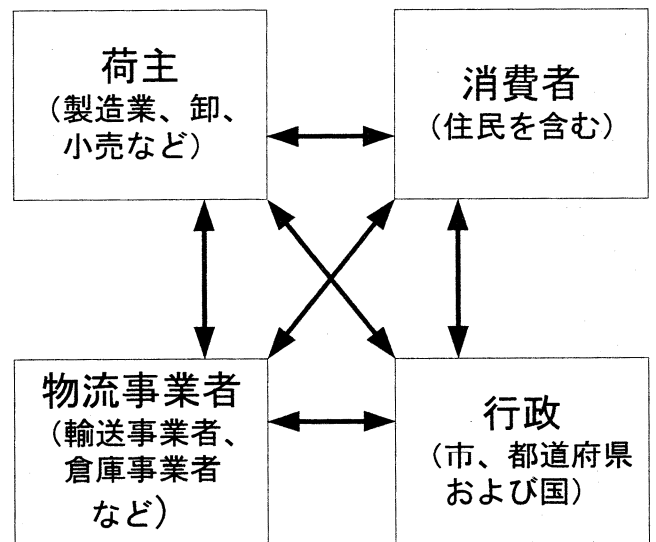 荷主
（製造業、卸、
小売など）
消費者
（住民を含む）
物流事業者
（輸送事業者、
倉庫事業者
など）
行政
（市、都道府県
および国）